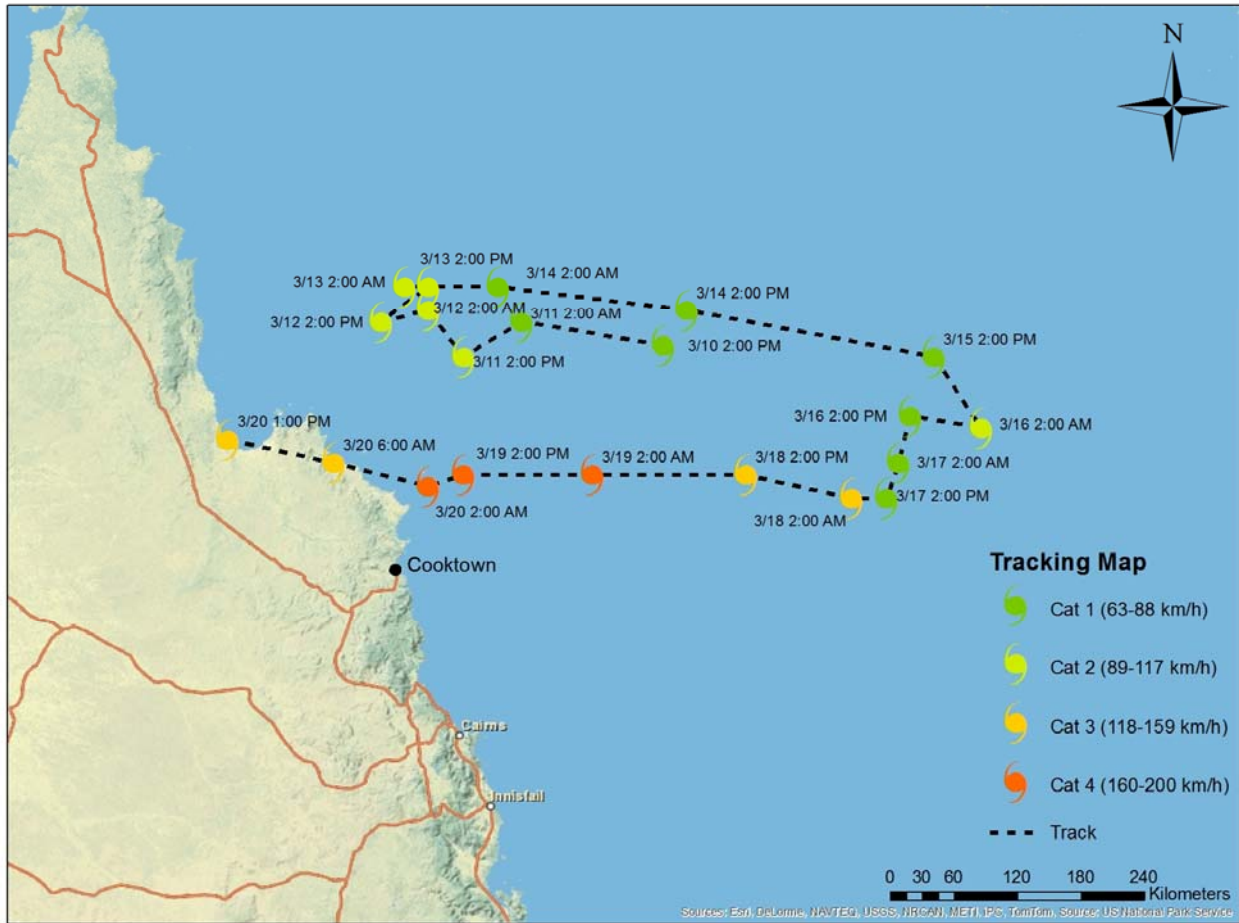 N
3/13 2:00 PM
3/13 2:00 AM
3/14 2:00 AM
3/14 2:00 PM
3/12 2:00 AM
3/11 2:00 AM
3/12 2:00 PM
3/10 2:00 PM
3/11 2:00 PM
3/15 2:00 PM
3/16 2:00 PM
3/16 2:00 AM
3/20 1:00 PM
3/20 6:00 AM
3/19 2:00 PM
3/19 2:00 AM
3/18 2:00 PM
3/17 2:00 AM
3/17 2:00 PM
3/20 2:00 AM
3/18 2:00 AM
Cooktown
Cairns
Innisfail
Tracking Map
Cat 1 (63-88 km/h)
Cat 2 (89-117 km/h)
Cat 3 (118-159 km/h)
Cat 4 (160-200 km/h)
Track
0 30 60 120 180 240
Kilometers
Sources: Esri, DeLorme, NAVTEQ, USGS, NRCAN, METI, iPC, TomTom, Source: US National Park Service